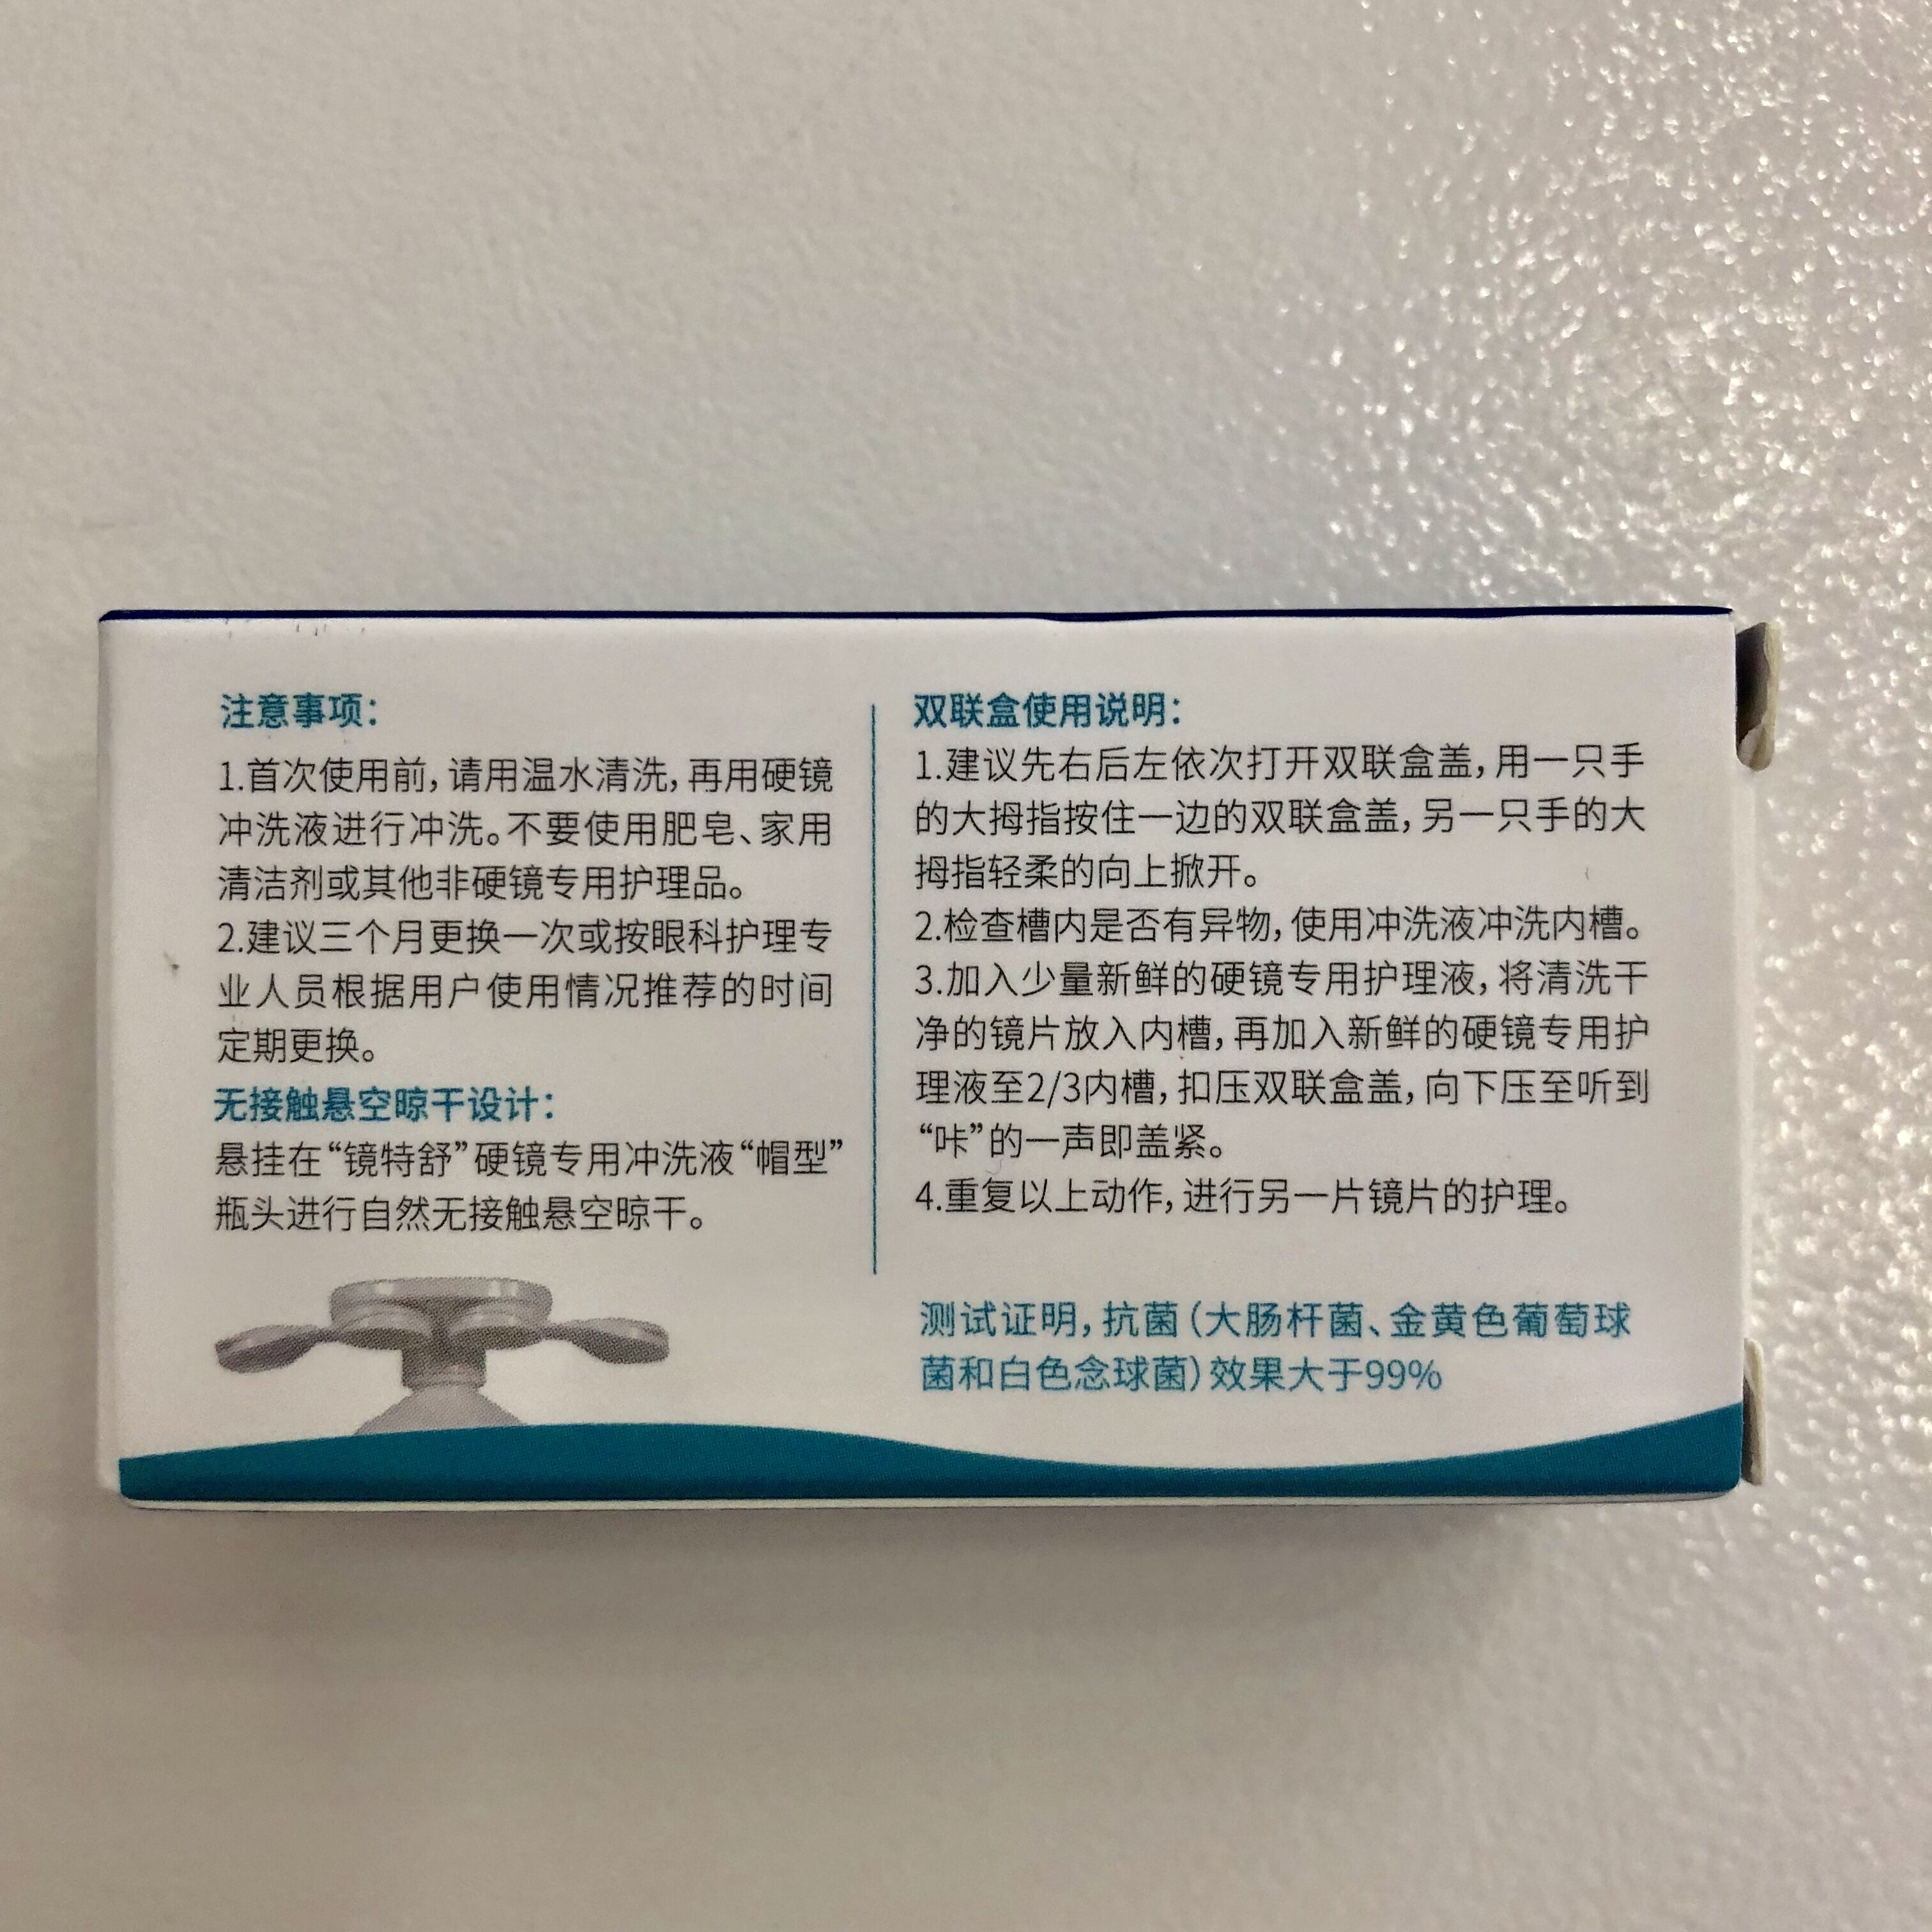 注意事项：
1.首次使用前，请用温水清洗，再用硬镜
冲洗液进行冲洗。不要使用肥皂、家用
清洁剂或其他非硬镜专用护理品。
2.建议三个月更换一次或按眼科护理专
业人员根据用户使用情况推荐的时间
定期更换。
无接触悬空晾干设计：
悬挂在“镜特舒”硬镜专用冲洗液“帽型”
瓶头进行自然无接触悬空晾干。
双联盒使用说明：
1.建议先右后左依次打开双联盒盖，用一只手
的大拇指按住一边的双联盒盖，另一只手的大
拇指轻柔的向上掀开。
2.检查槽内是否有异物，使用冲洗液冲洗内槽。
3.加入少量新鲜的硬镜专用护理液，将清洗干
净的镜片放入内槽，再加入新鲜的硬镜专用护
理液至2/3内槽，扣压双联盒盖，向下压至听到
“咔”的一声即盖紧。
4.重复以上动作，进行另一片镜片的护理。
测试证明，抗菌（大肠杆菌、金黄色葡萄球
菌和白色念球菌）效果大于99%